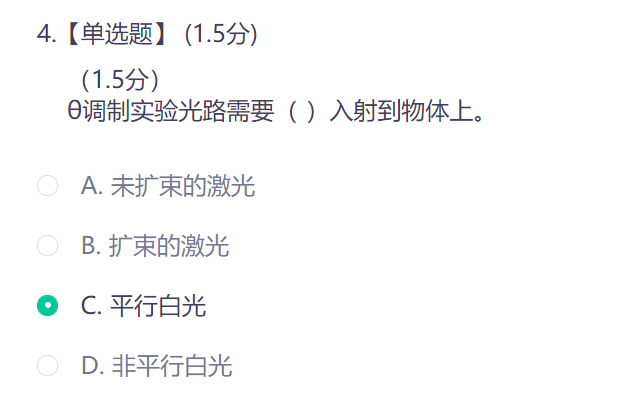 4.【单选题】 (1.5分)
（1.5分）
θ调制实验光路需要（ ）入射到物体上。
A. 未扩束的激光
B. 扩束的激光
C. 平行白光
D. 非平行白光